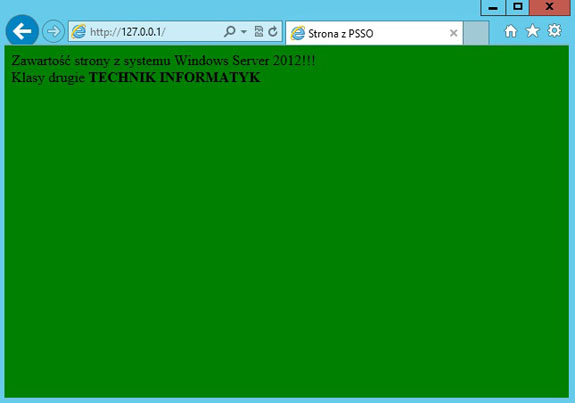 http://127.0.0.1/
Strona z PSSO
Zawartość strony z systemu Windows Server 2012!!!
Klasy drugie TECHNIK INFORMATYK